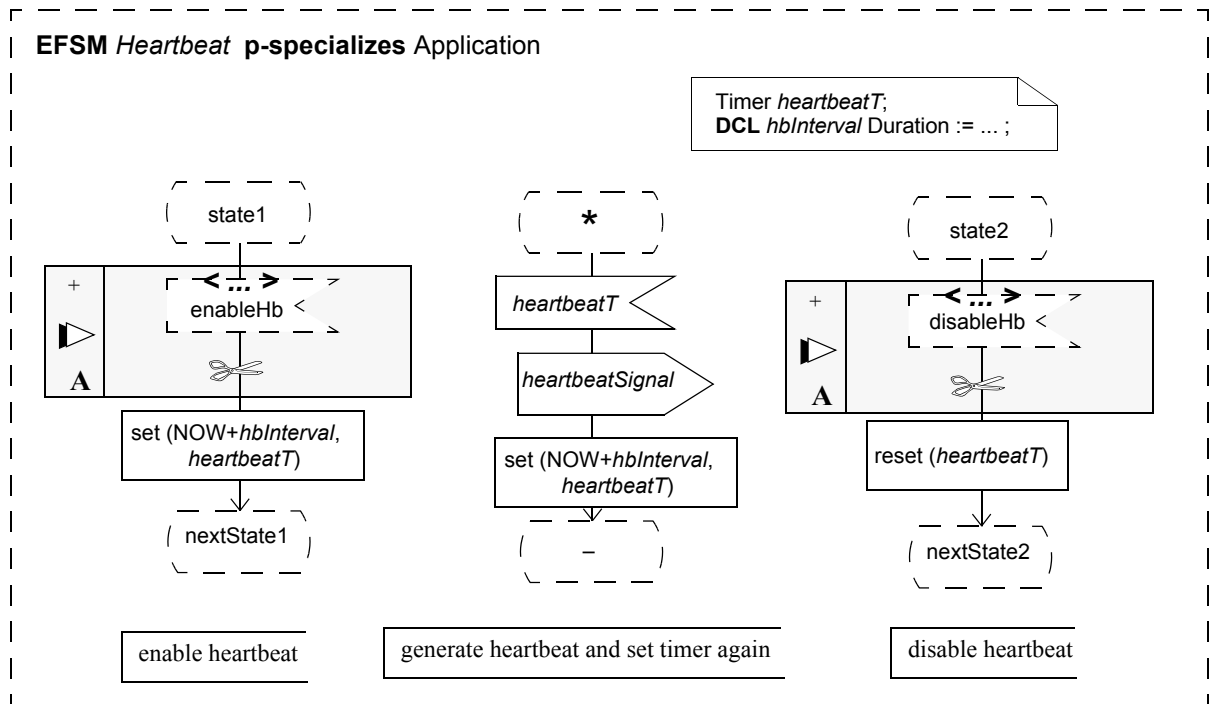 EFSM Heartbeat p-specializes Application
Timer heartbeatT;
DCL hbInterval Duration := ... ;
state1
< ... >
enableHb
+
A
set (NOW+hbInterval,
heartbeatT)
nextState1
enable heartbeat
*
heartbeatT
heartbeatSignal
set (NOW+hbInterval,
heartbeatT)
–
generate heartbeat and set timer again
state2
< ... >
disableHb
+
A
reset (heartbeatT)
nextState2
disable heartbeat